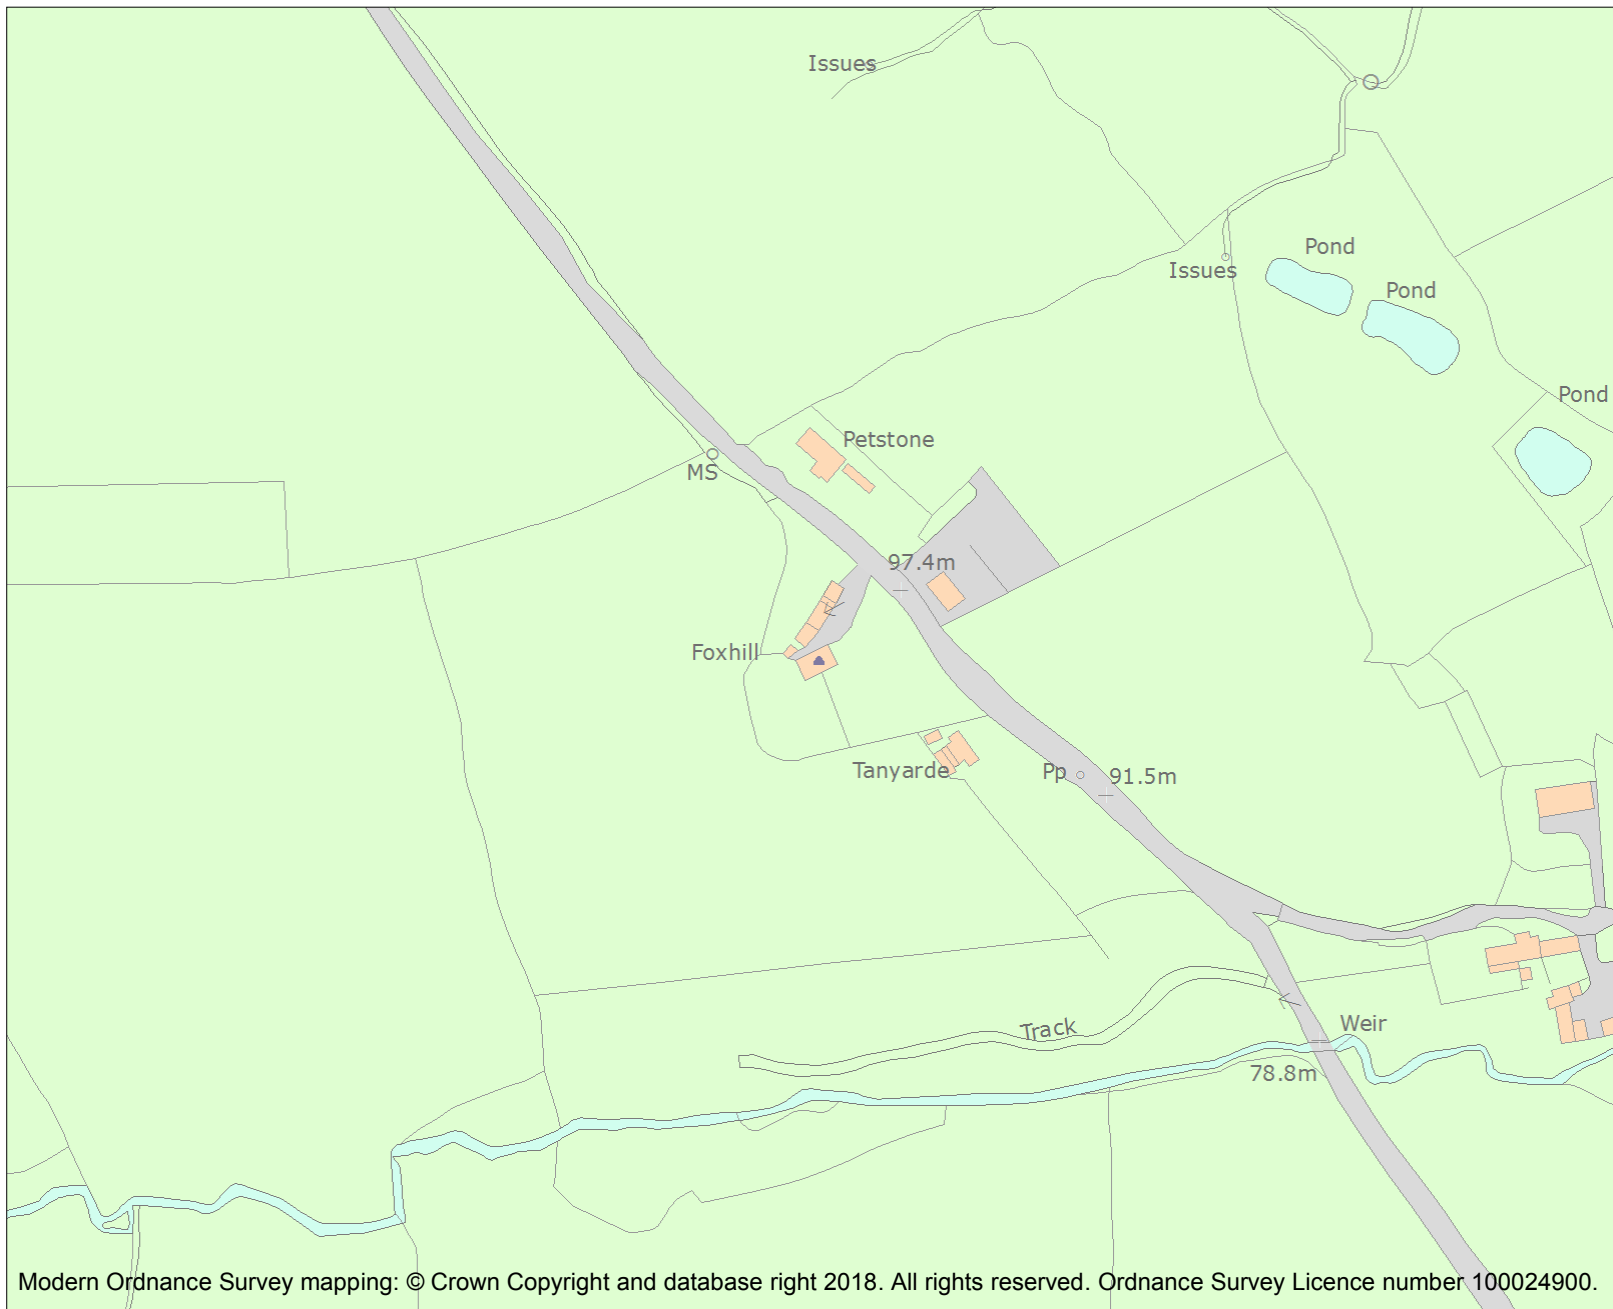 Issues
Pond
Issues
Pond
Pond
Petstone
MS
97.4m
Foxhill
Tanyarde
Pp
91.5m
Weir
Track
78.8m
Modern Ordnance Survey mapping: © Crown Copyright and database right 2018. All rights reserved. Ordnance Survey Licence number 100024900.